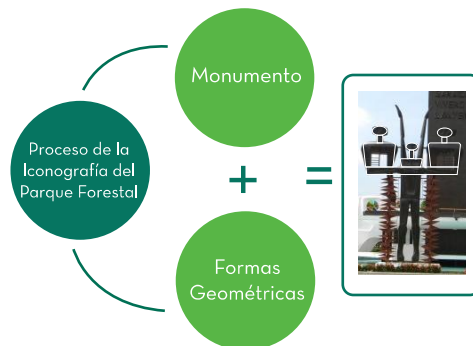 Monumento
Proceso de la
Iconografía del
Parque Forestal
+
=
Formas
Geométricas